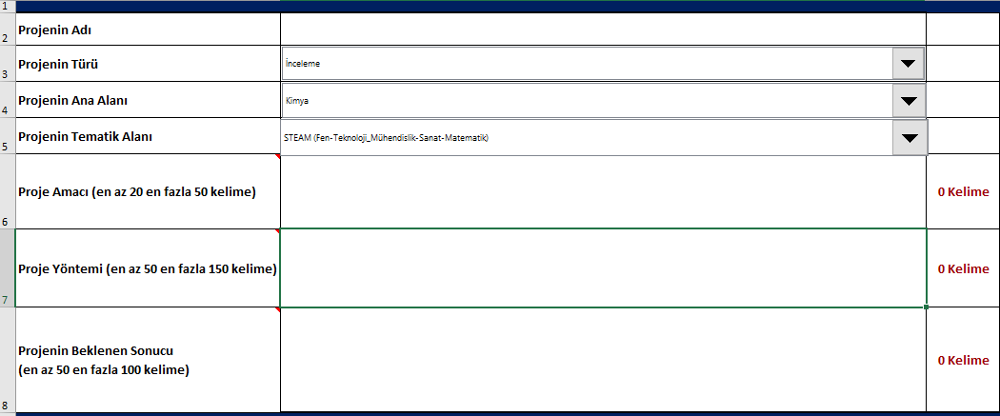 1
2 Projenin Adı
3 Projenin Türü İnceleme
4 Projenin Ana Alanı Kimya
5 Projenin Tematik Alanı STEAM (Fen-Teknoloji_Mühendislik-Sanat-Matematik)
6 Proje Amacı (en az 20 en fazla 50 kelime) 0 Kelime
7 Proje Yöntemi (en az 50 en fazla 150 kelime) 0 Kelime
8 Projenin Beklenen Sonucu
(en az 50 en fazla 100 kelime) 0 Kelime